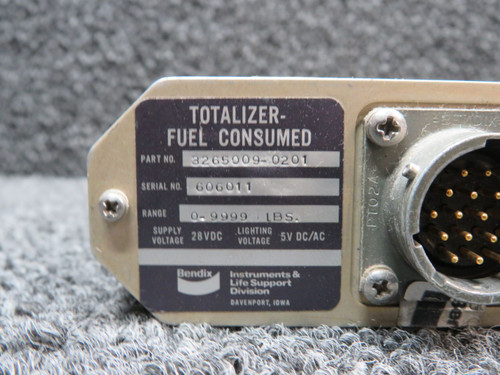 TOTALIZER-
FUEL CONSUMED
PART NO. 3265009-0201
SERIAL NO. 606011
RANGE 0-9999 LBS.
SUPPLY VOLTAGE 28VDC LIGHTING VOLTAGE 5V DC/AC
Bendix Instruments &
Life Support
Division
DAVENPORT, IOWA